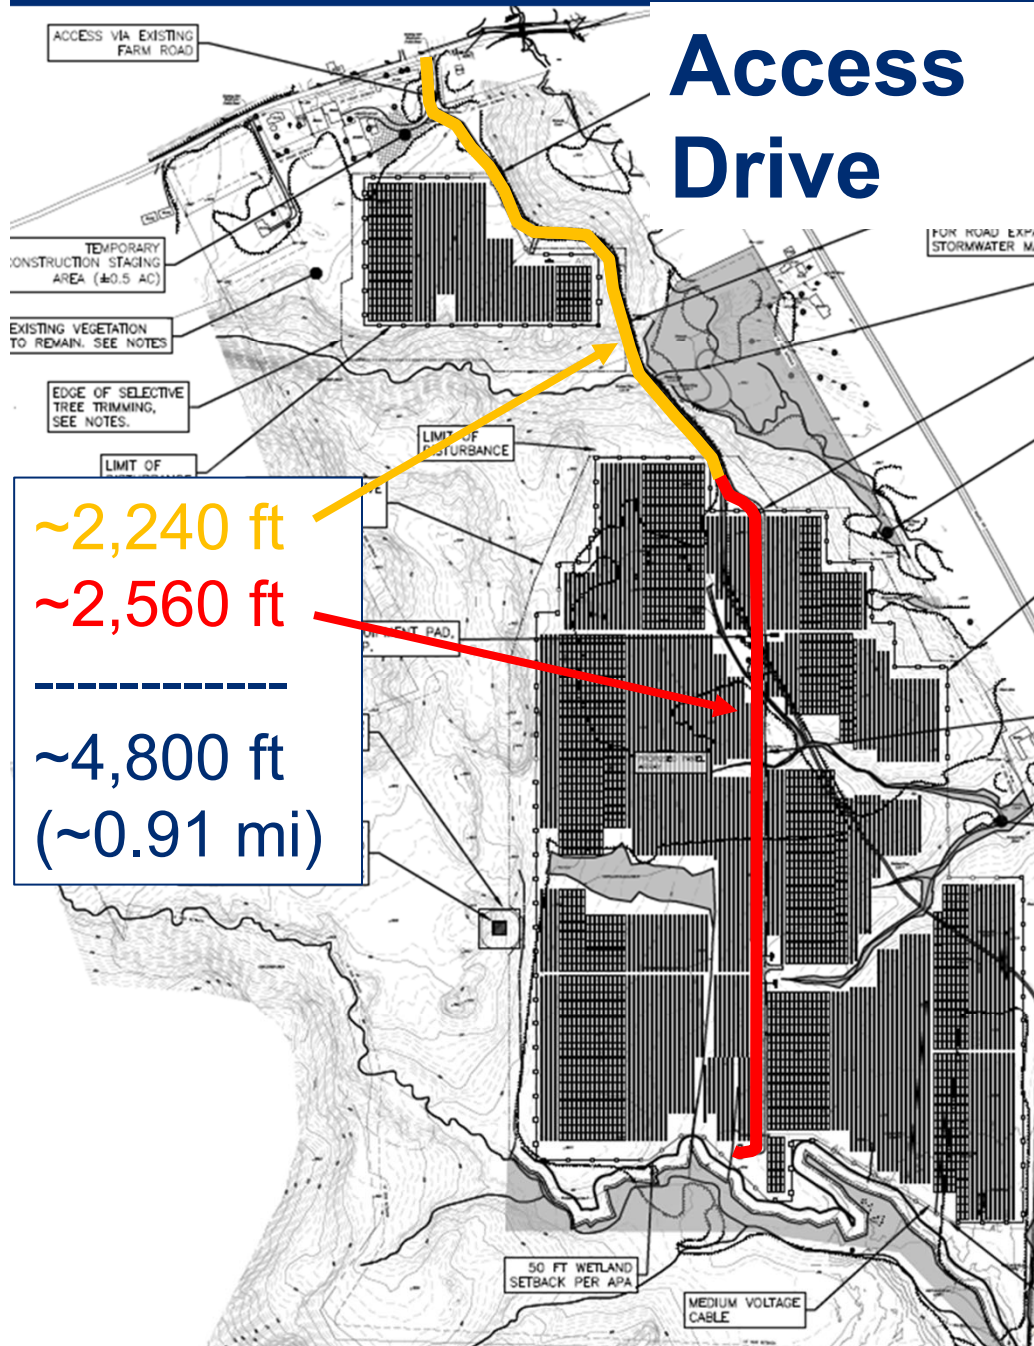 Access
Drive
ACCESS VIA EXISTING
FARM ROAD
TEMPORARY
CONSTRUCTION STAGING
AREA (±0.5 AC)
FOR ROAD
STORMWATER
EXISTING VEGETATION
TO REMAIN. SEE NOTES
EDGE OF SELECTIVE
TREE TRIMMING,
SEE NOTES.
LIMIT OF
DISTURBANCE
LIMIT OF
~2,240 ft
~2,560 ft
------------
~4,800 ft
(~0.91 mi)
PAD,
50 FT WETLAND
SETBACK PER APA
MEDIUM VOLTAGE
CABLE